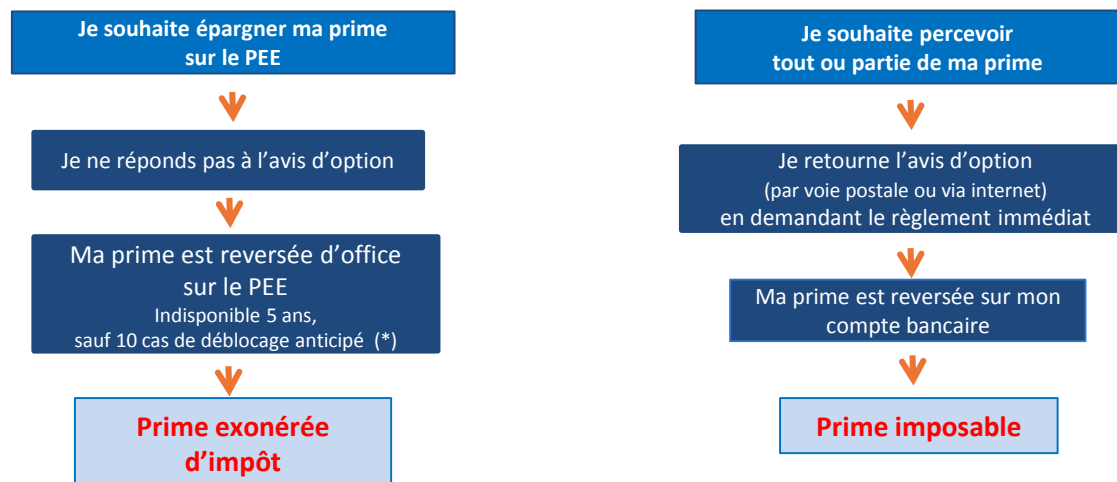 Je souhaite épargner ma prime
sur le PEE
Je ne réponds pas à l’avis d’option
Ma prime est reversée d’office
sur le PEE
Indisponible 5 ans,
sauf 10 cas de déblocage anticipé (*)
Prime exonérée
d’impôt
Je souhaite percevoir
tout ou partie de ma prime
Je retourne l’avis d’option
(par voie postale ou via internet)
en demandant le règlement immédiat
Ma prime est reversée sur mon
compte bancaire
Prime imposable